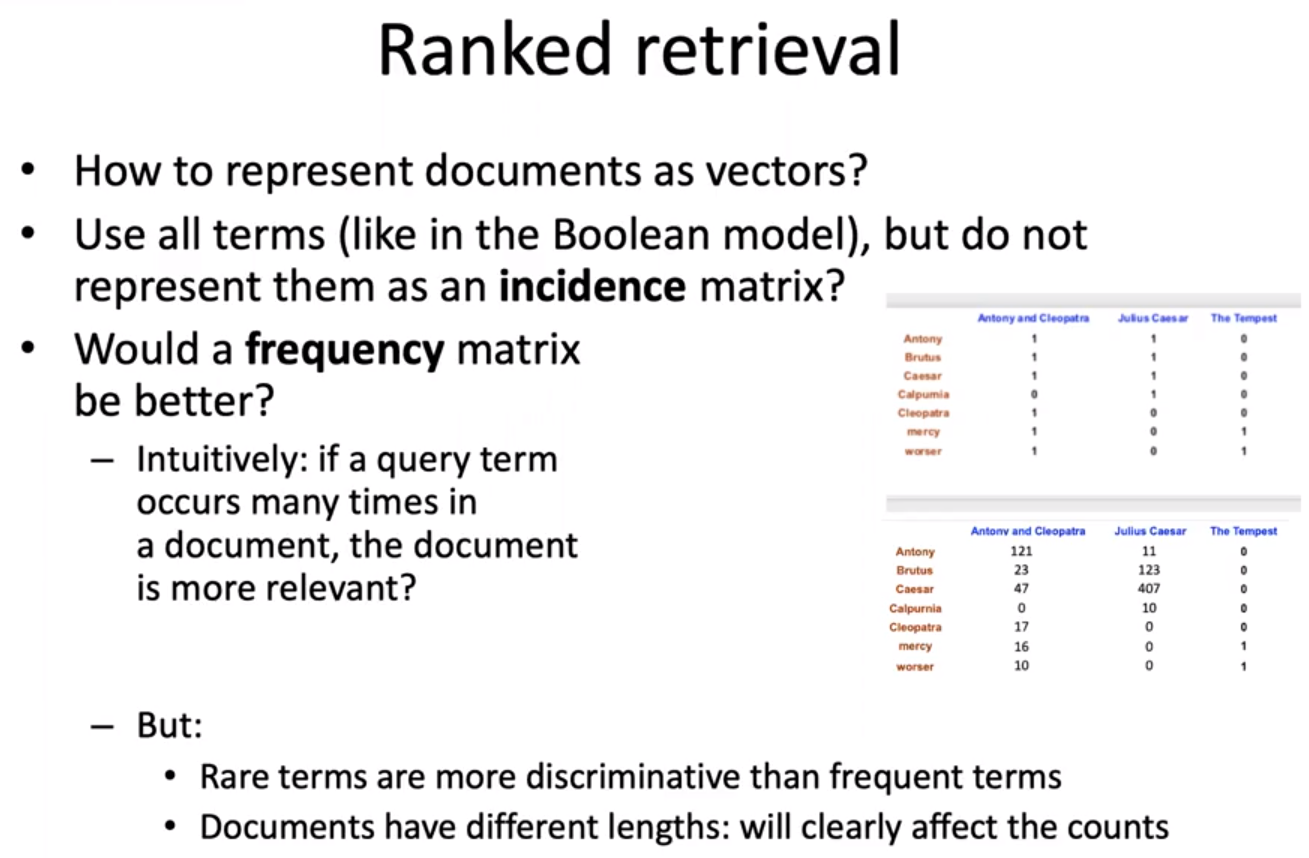 Ranked retrieval
• How to represent documents as vectors?
• Use all terms (like in the Boolean model), but do not
represent them as an incidence matrix?
• Would a frequency matrix
be better?
– Intuitively: if a query term
occurs many times in
a document, the document
is more relevant?
Antony and Cleopatra Julius Caesar The Tempest
Antony 1 1 0
Brutus 1 1 0
Caesar 1 1 0
Calpurnia 0 1 0
Cleopatra 1 0 0
mercy 1 0 1
worser 1 0 1
Antony and Cleopatra Julius Caesar The Tempest
Antony 121 11 0
Brutus 23 123 0
Caesar 47 407 0
Calpurnia 0 10 0
Cleopatra 17 0 0
mercy 16 0 1
worser 10 0 1
– But:
• Rare terms are more discriminative than frequent terms
• Documents have different lengths: will clearly affect the counts